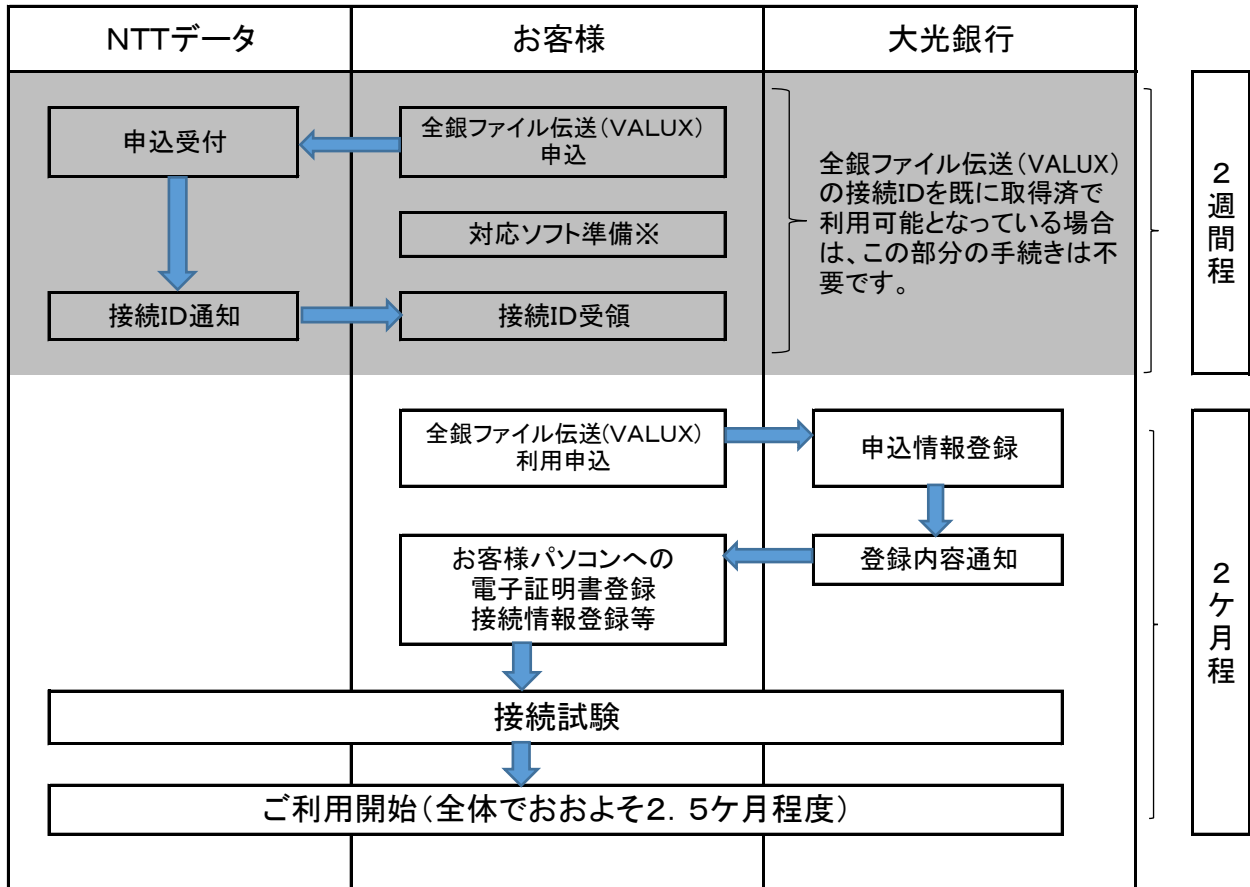 NTTデータ
お客様
大光銀行
申込受付
全銀ファイル伝送(VALUX)
申込
対応ソフト準備※
接続ID通知
接続ID受領
全銀ファイル伝送(VALUX)
の接続IDを既に取得済で
利用可能となっている場合
は、この部分の手続きは不
要です。
2週間程
全銀ファイル伝送(VALUX)
利用申込
申込情報登録
登録内容通知
お客様パソコンへの
電子証明書登録
接続情報登録等
2ケ月程
接続試験
ご利用開始(全体でおおよそ2.5ケ月程度)